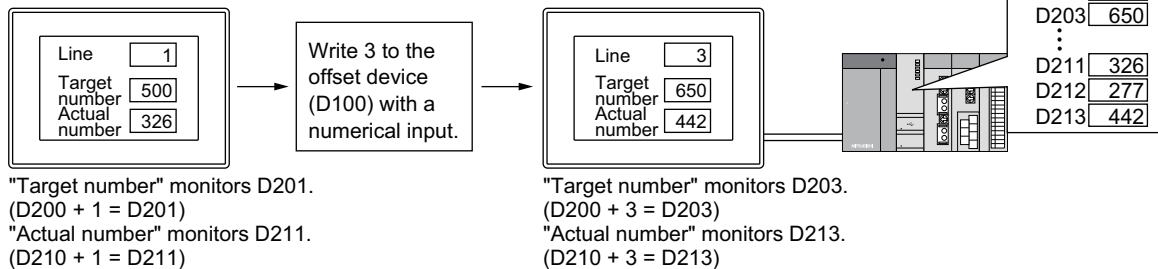 Line 1
Target
number 500
Actual
number 326
Write 3 to the
offset device
(D100) with a
numerical input.
Line 3
Target
number 650
Actual
number 442
D203 650
D211 326
D212 277
D213 442
"Target number" monitors D201.
(D200 + 1 = D201)
"Actual number" monitors D211.
(D210 + 1 = D211)
"Target number" monitors D203.
(D200 + 3 = D203)
"Actual number" monitors D213.
(D210 + 3 = D213)